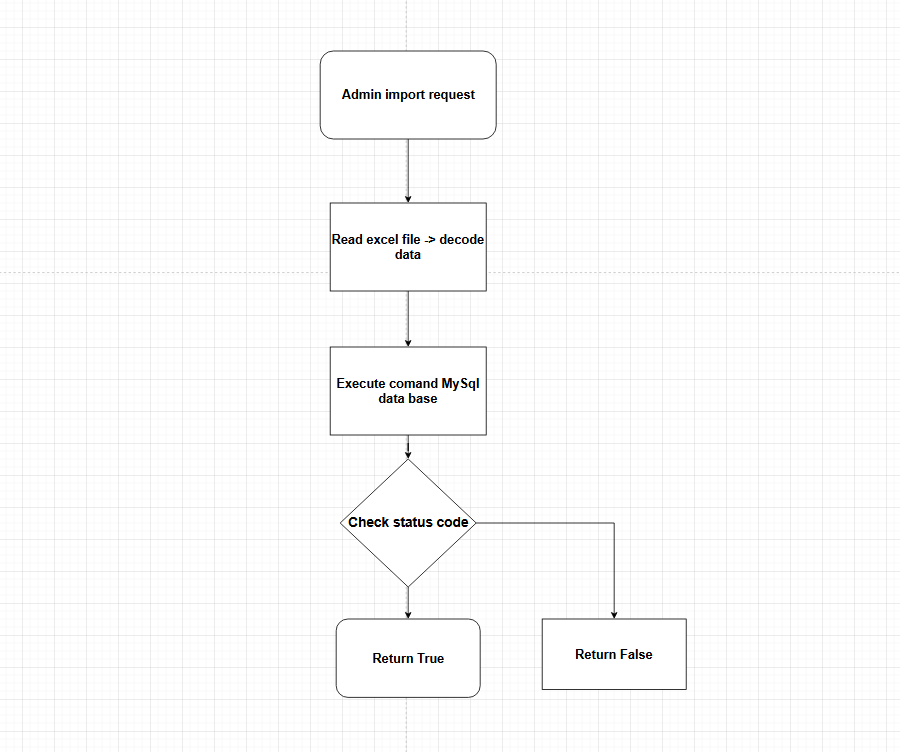 Admin import request
Read excel file -> decode
data
Execute comand MySql
data base
Check status code
Return True
Return False